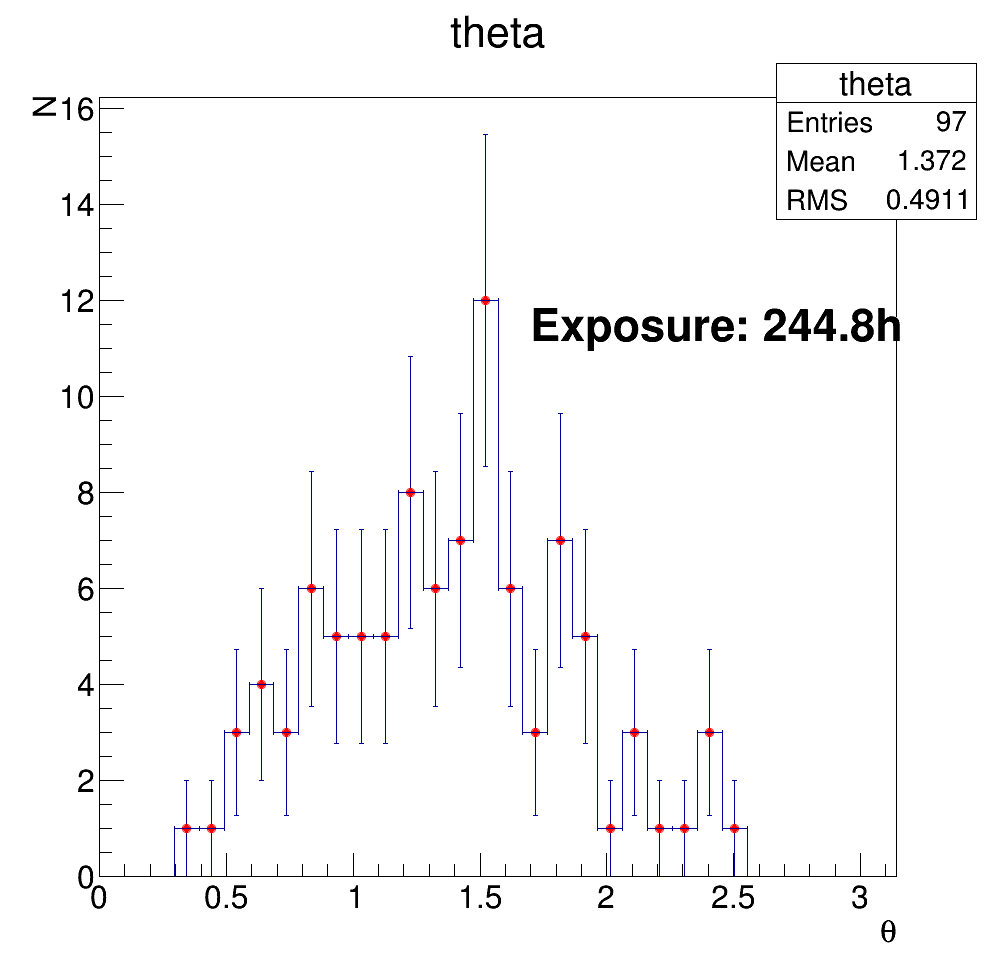 theta
theta
Entries 97
Mean 1.372
RMS 0.4911
N
16
14
Exposure: 244.8h
12
10
8
6
4
2
0
0 0.5 1 1.5 2 2.5 3
θ